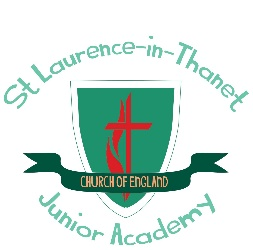 St Laurence-in-Thanet
CHURCH OF ENGLAND
Junior Academy